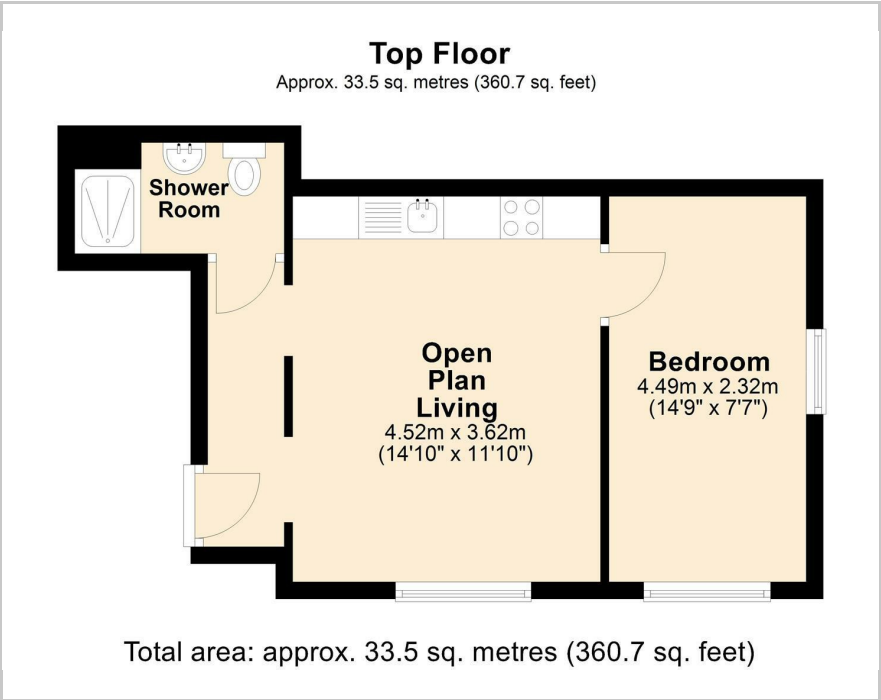 Top Floor
Approx. 33.5 sq. metres (360.7 sq. feet)
Shower
Room
Open
Plan
Living
4.52m x 3.62m
(14'10" x 11'10")
Bedroom
4.49m x 2.32m
(14'9" x 7'7")
Total area: approx. 33.5 sq. metres (360.7 sq. feet)